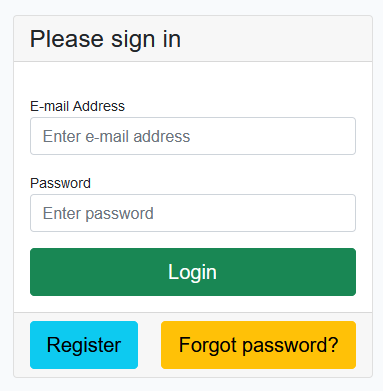 Please sign in
E-mail Address
Enter e-mail address
Password
Enter password
Login
Register Forgot password?